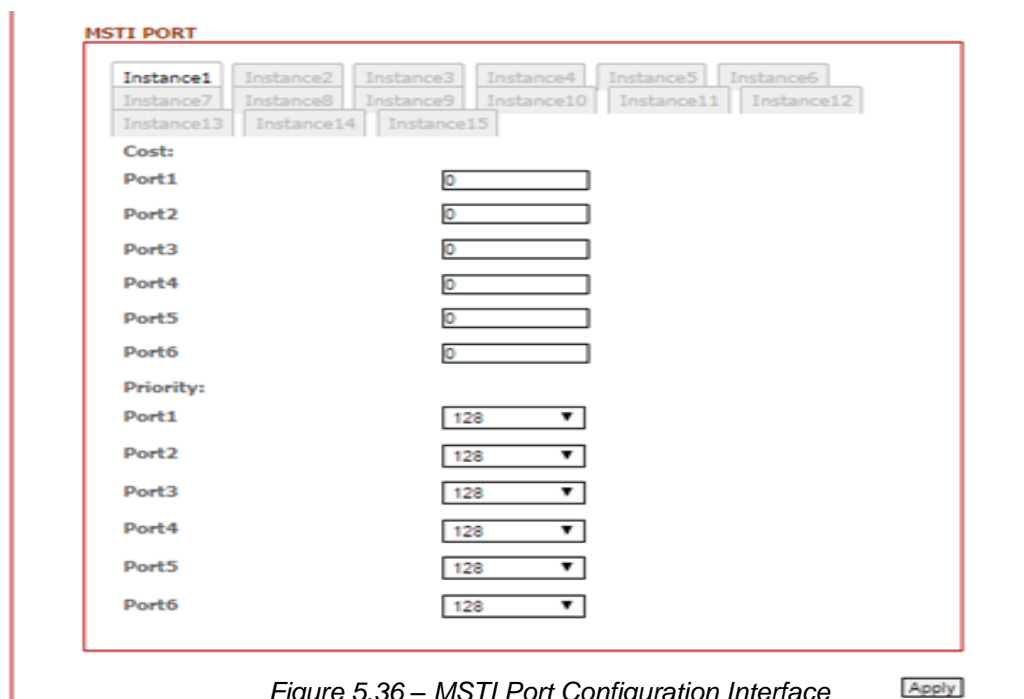 MSTI PORT
Instance1 Instance2 Instance3 Instance4 Instance5 Instance6
Instance7 Instance8 Instance9 Instance10 Instance11 Instance12
Instance13 Instance14 Instance15
Cost:
Port1 0
Port2 0
Port3 0
Port4 0
Port5 0
Port6 0
Priority:
Port1 128
Port2 128
Port3 128
Port4 128
Port5 128
Port6 128
Figure 5.36 – MSTI Port Configuration Interface Apply